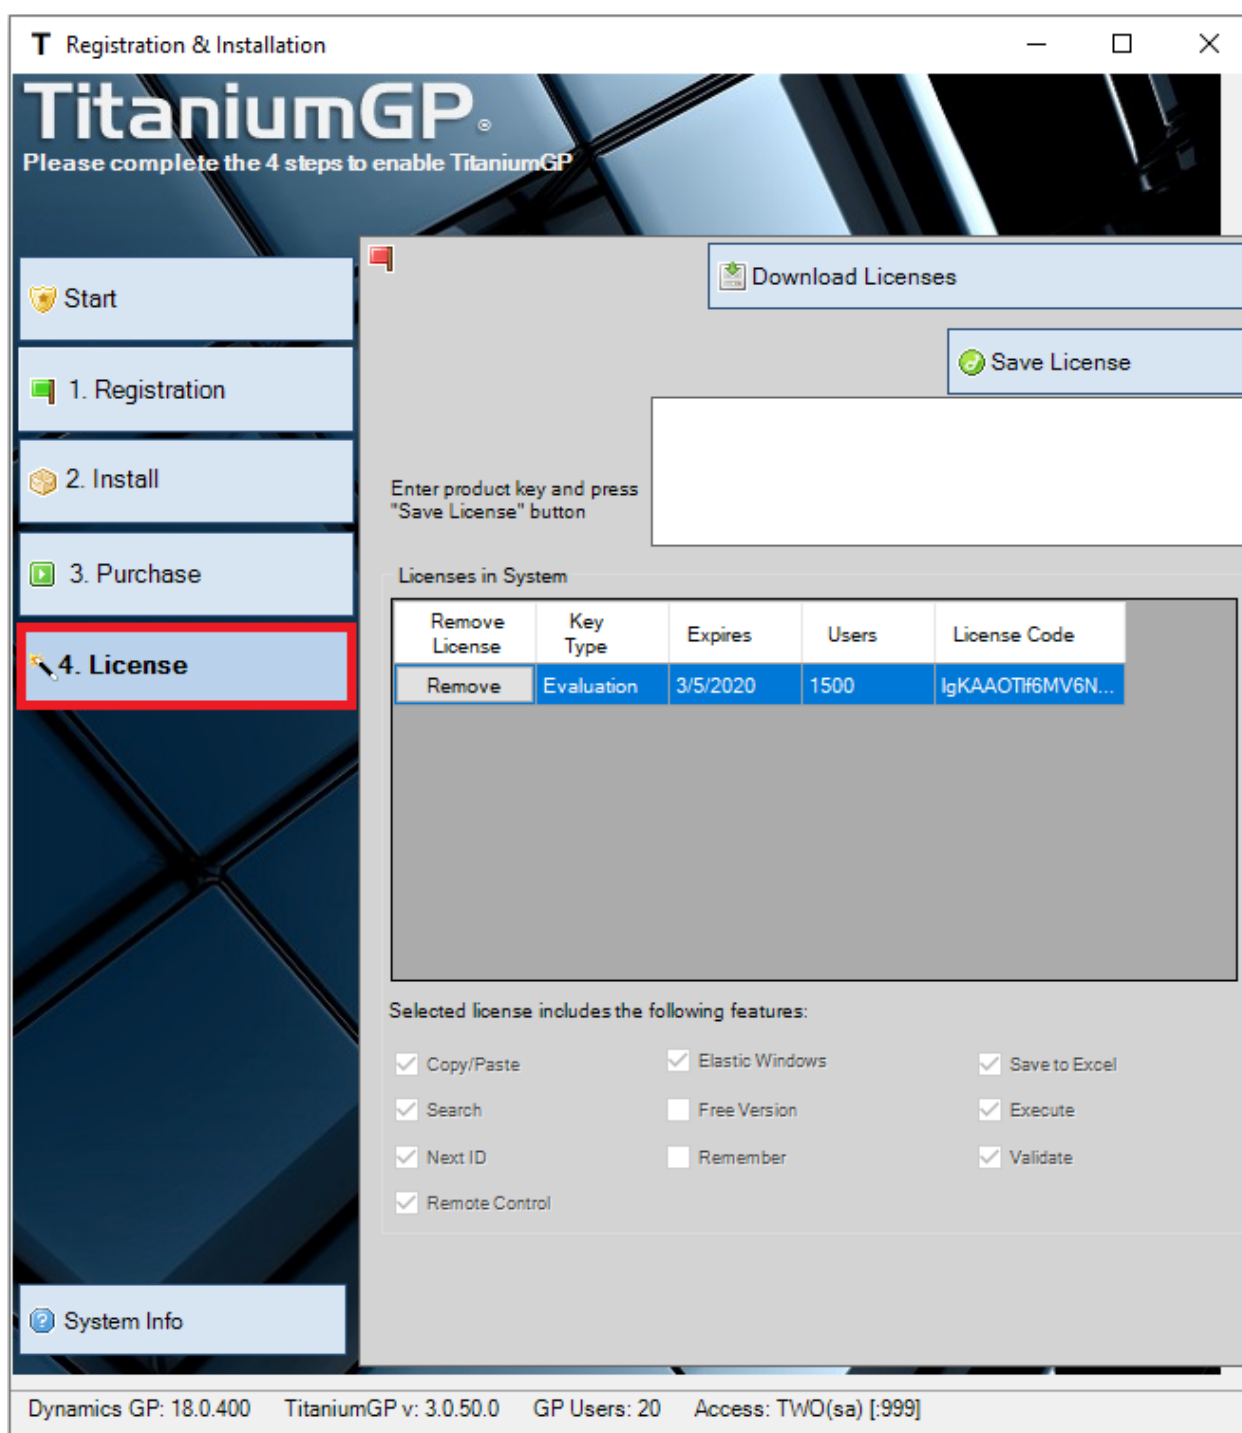 T Registration & Installation
TitaniumGP®
Please complete the 4 steps to enable TitaniumGP
Start
1. Registration
2. Install
3. Purchase
4. License
System Info
Download Licenses
Save License
Enter product key and press
"Save License" button
Licenses in System
Remove License Key Type Expires Users License Code
Remove Evaluation 3/5/2020 1500 IgKAAOTlf6MV6N...
Selected license includes the following features:
Copy/Paste Elastic Windows Save to Excel
Search Free Version Execute
Next ID Remember Validate
Remote Control
Dynamics GP: 18.0.400 TitaniumGP v: 3.0.50.0 GP Users: 20 Access: TWO(sa) [:999]